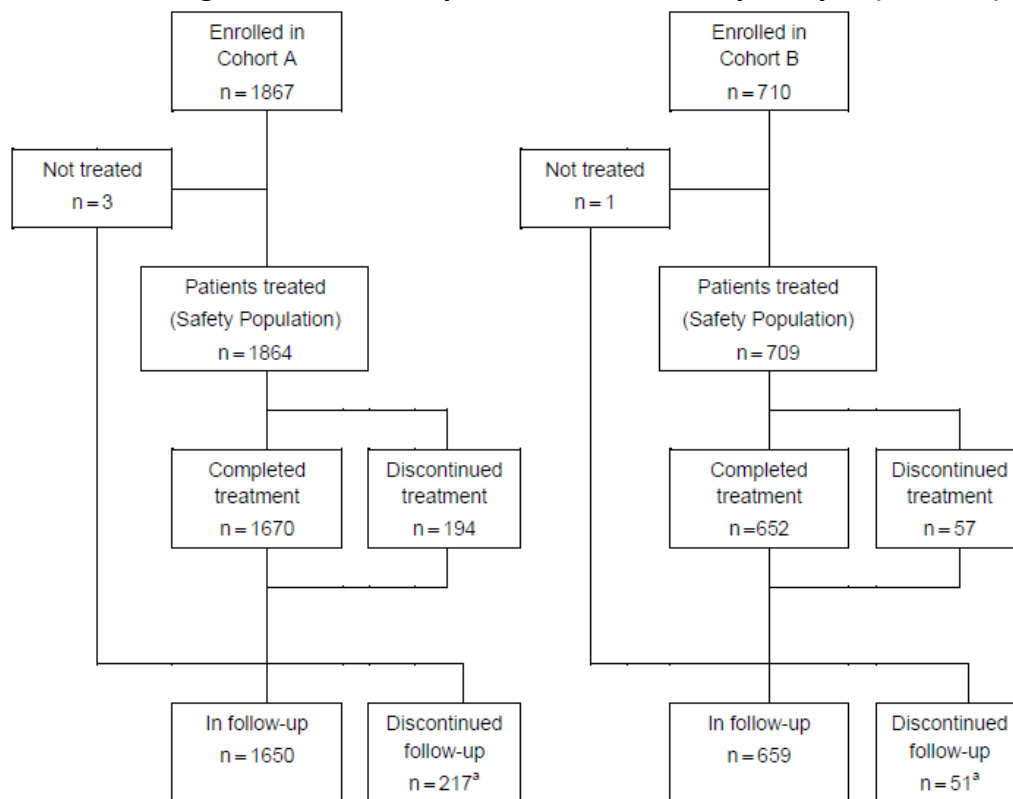 Enrolled in
Cohort A
n=1867
Enrolled in
Cohort B
n=710
Not treated
n=3
Not treated
n=1
Patients treated
(Safety Population)
n=1864
Patients treated
(Safety Population)
n=709
Completed
treatment
n=1670
Discontinued
treatment
n=194
Completed
treatment
n=652
Discontinued
treatment
n=57
In follow-up
n=1650
Discontinued
follow-up
n=217ª
In follow-up
n=659
Discontinued
follow-up
n=51ª